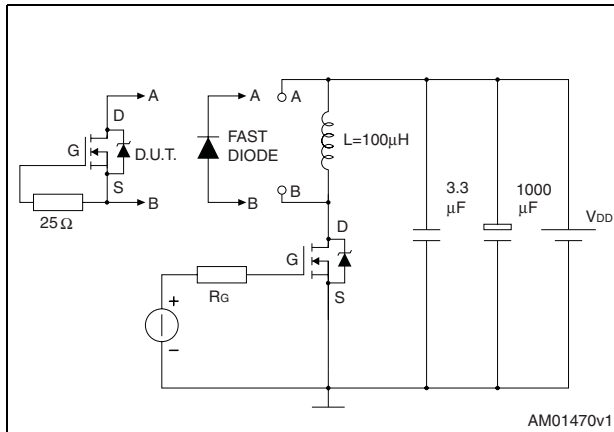 A
D
G
D.U.T.
S
B
25 Ω
A
FAST
DIODE
B
A
L=100μH
B
D
G
S
+
RG
–
3.3
μF
1000
μF
VDD
AM01470v1